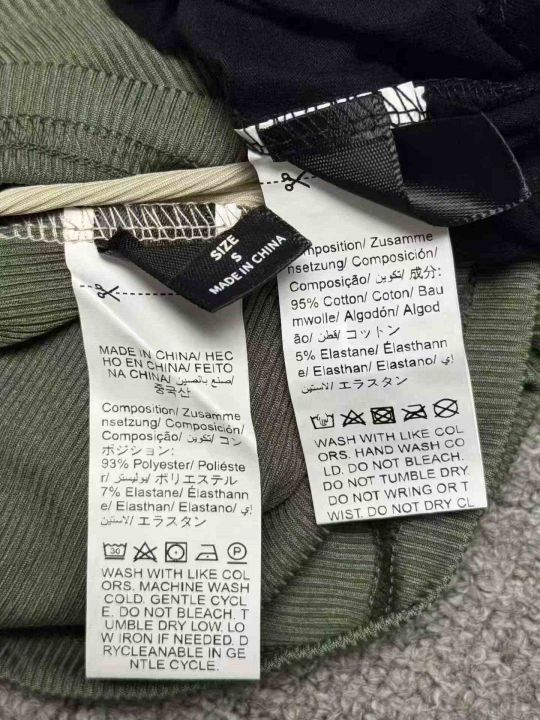 SIZE
S
MADE IN CHINA
MADE IN CHINA/ HEC
HO EN CHINA/ FEITO
NA CHINA/ صنع بالصين/
중국산
Composition/ Zusamme
nsetzung/ Composición/
Composição/ تكوين/ コン
ポジション:
93% Polyester/ Poliéste
r/ بوليستر/ ポリエステル
7% Elastane/ Élasthann
e/ Elasthan/ Elastano/ إي
لاستين/ エラスタン
30
WASH WITH LIKE COL
ORS. MACHINE WASH
COLD. GENTLE CYCL
E. DO NOT BLEACH. T
UMBLE DRY LOW. LO
W IRON IF NEEDED. D
RYCLEANABLE IN GE
NTLE CYCLE.
mposition/ Zusamme
nsetzung/ Composición/
Composição/ تكوين/ 成分:
95% Cotton/ Coton/ Bau
mwolle/ Algodón/ Algod
ão/ قطن/ コットン
5% Elastane/ Élasthann
e/ Elasthan/ Elastano/ إي
لاستين/ エラスタン
WASH WITH LIKE COL
ORS. HAND WASH CO
LD. DO NOT BLEACH.
DO NOT TUMBLE DRY.
DO NOT WRING OR T
WIST. DO NOT DRY CL